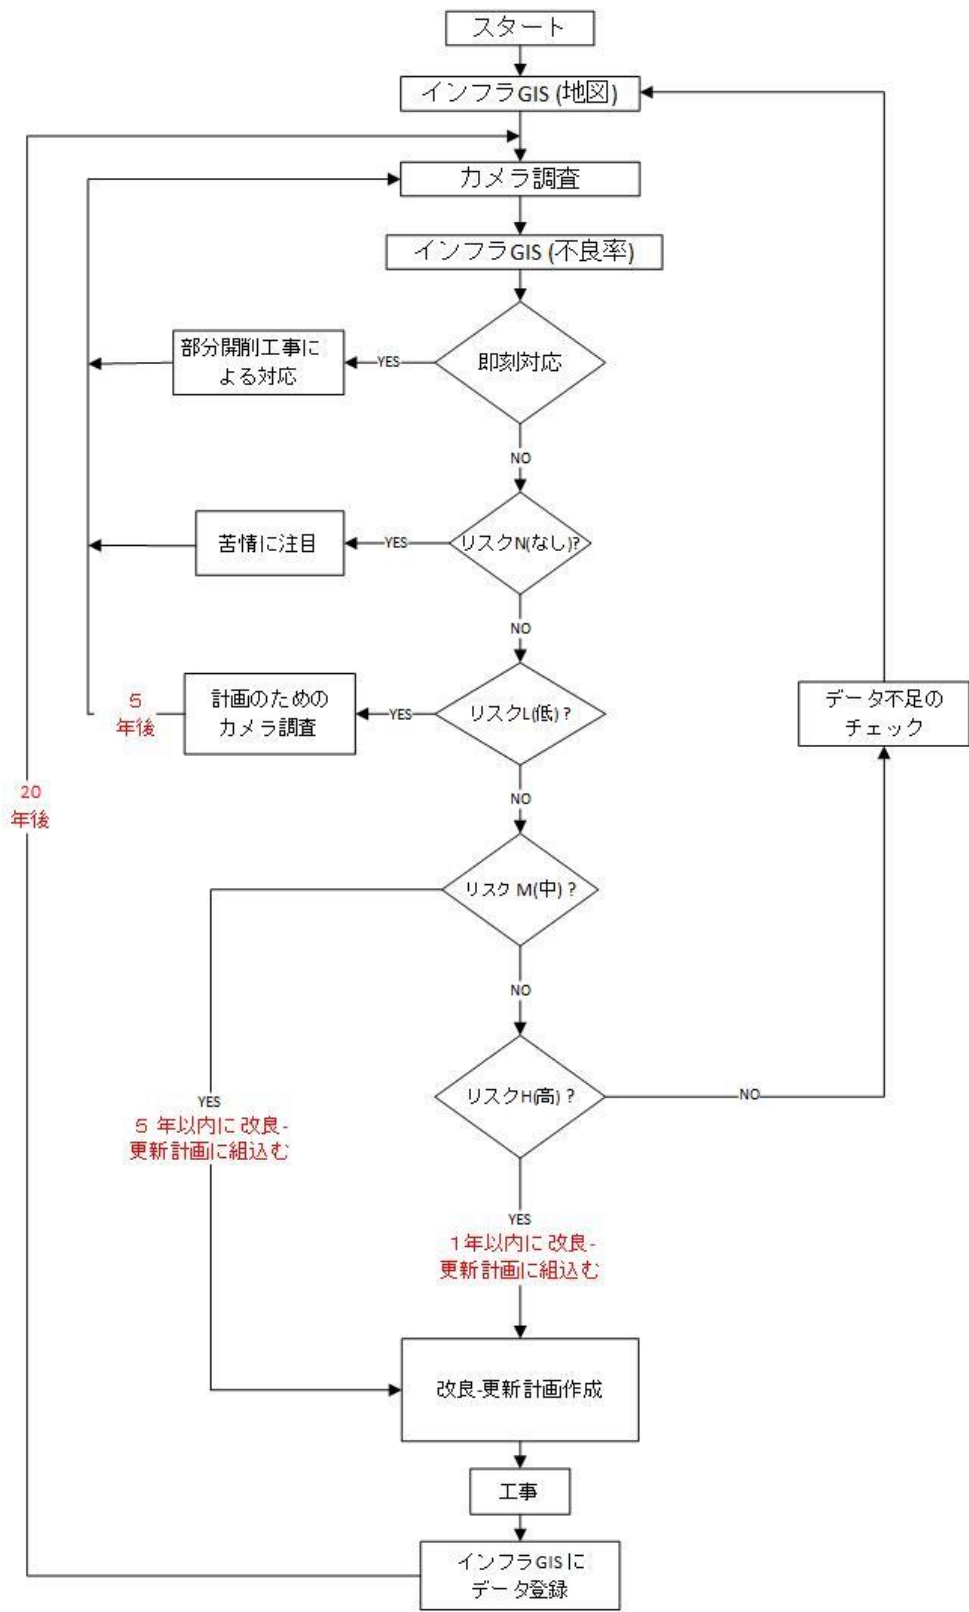 スタート
インフラGIS (地図)
カメラ調査
インフラGIS (不良率)
部分開削工事に
よる対応
YES
即刻対応
NO
苦情に注目
YES
リスクN(なし)?
NO
5
年後
計画のための
カメラ調査
YES
リスクL(低)？
データ不足の
チェック
NO
20
年後
リスク M(中)？
NO
リスクH(高)？
NO
YES
5 年以内に 改良-
更新計画に組込む
YES
1年以内に 改良-
更新計画に組込む
改良-更新計画作成
工事
インフラGISに
データ登録